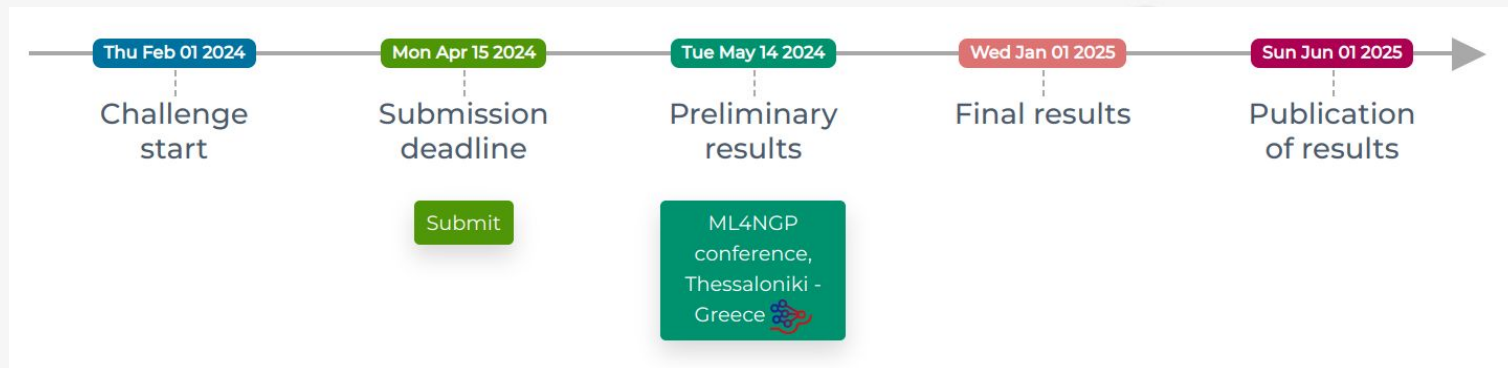 Thu Feb 01 2024
Mon Apr 15 2024
Tue May 14 2024
Wed Jan 01 2025
Sun Jun 01 2025
Challenge
start
Submission
deadline
Preliminary
results
Final results
Publication
of results
Submit
ML4NGP
conference,
Thessaloniki -
Greece